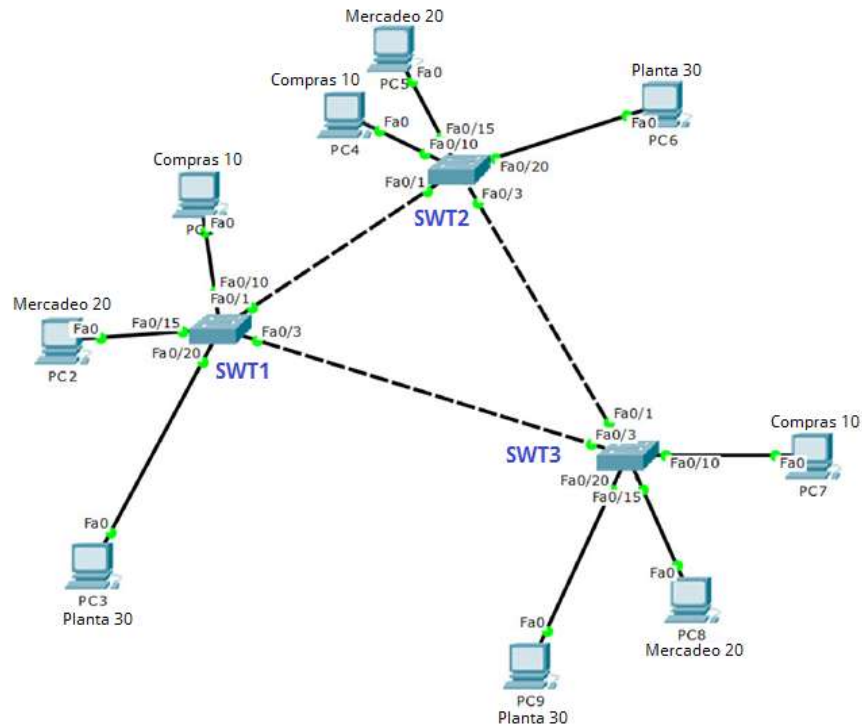 Mercadeo 20
Fa0
PC5
Compras 10
Fa0
PC4
Planta 30
Fa0
PC6
Fa0/15
Fa0/10
Fa0/20
Fa0/1
Fa0/3
SWT2
Compras 10
Fa0
Fa0/10
Fa0/1
Mercadeo 20
Fa0
PC2
Fa0/15
Fa0/20
Fa0/3
SWT1
Fa0/1
Fa0/3
SWT3
Fa0/10
Fa0/20
Fa0/15
Compras 10
Fa0
PC7
Fa0
PC3
Planta 30
Fa0
PC8
Mercadeo 20
Fa0
PC9
Planta 30